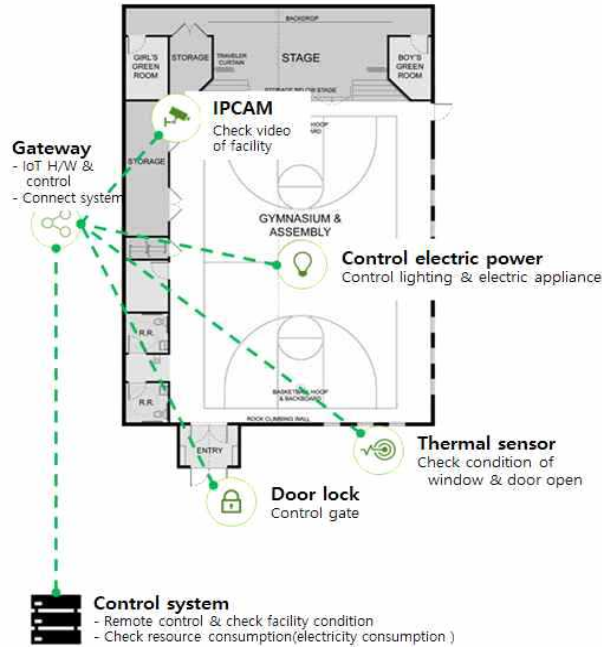 BACKDROP
GIRL'S
GREEN
ROOM
STORAGE
TRAVELER
CURTAIN
STAGE
BOY'S
GREEN
ROOM
STORAGE BELOW STAGE
IPCAM
Check video
of facility
Gateway
- IoT H/W &
control
- Connect system
STORAGE
GYMNASIUM &
ASSEMBLY
Control electric power
Control lighting & electric appliance
R.R.
R.R.
BASKETBALL HOOP
& BACKBOARD
ROCK CLIMBING WALL
ENTRY
Thermal sensor
Check condition of
window & door open
Door lock
Control gate
Control system
- Remote control & check facility condition
- Check resource consumption(electricity consumption )